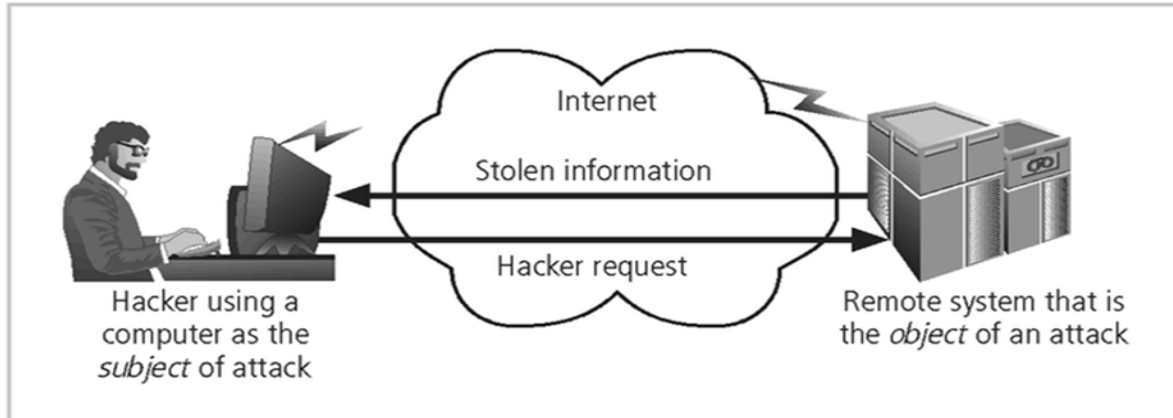 Internet
Stolen information
Hacker request
Hacker using a
computer as the
subject of attack
Remote system that is
the object of an attack